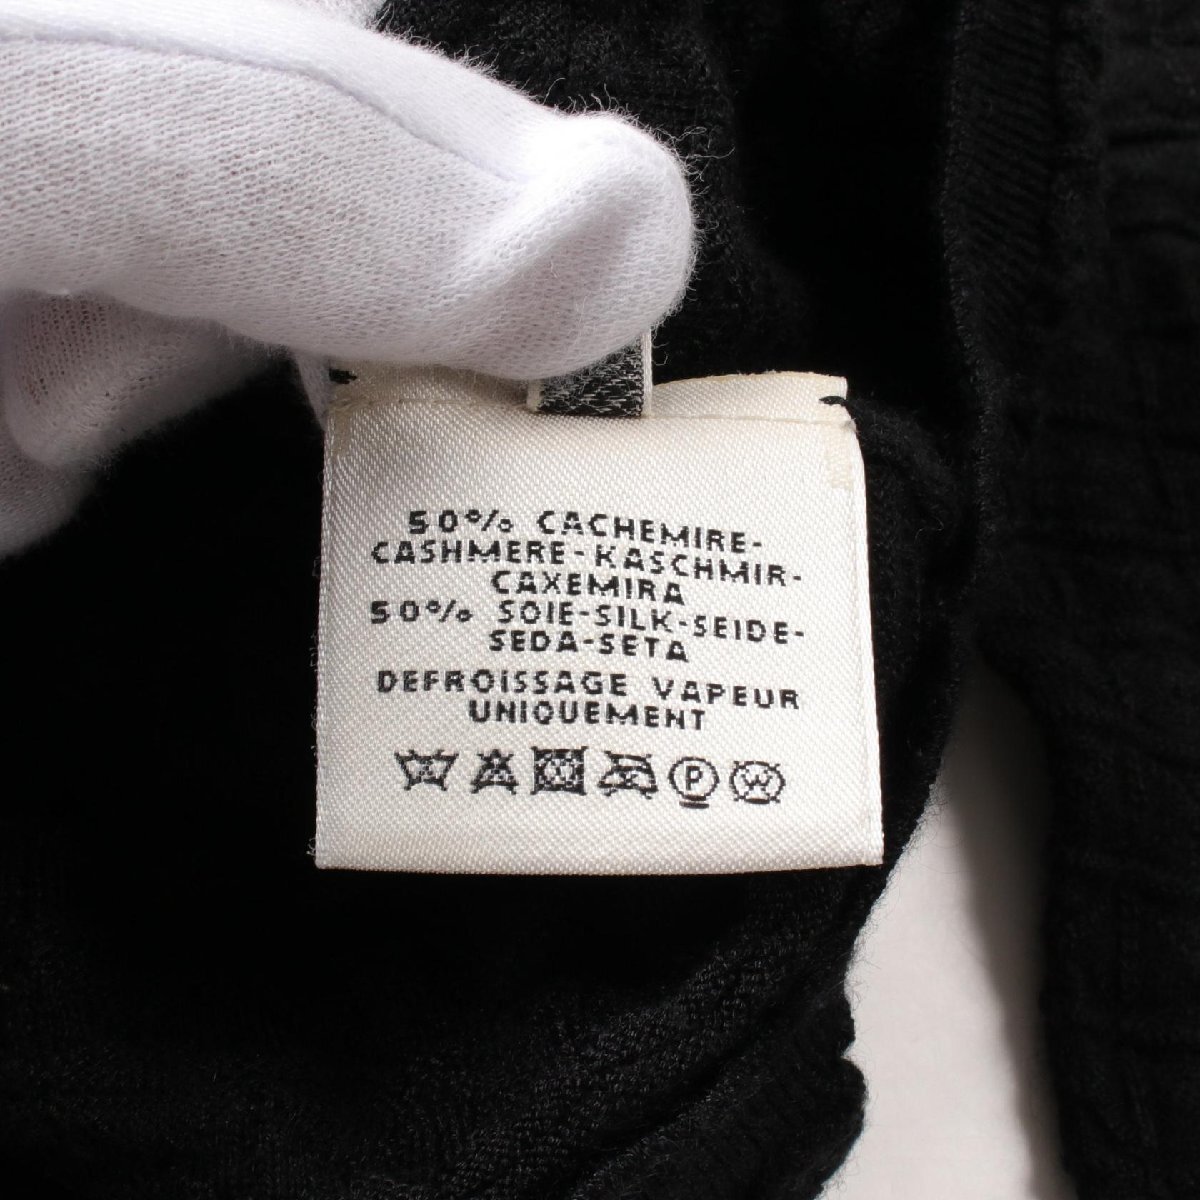 50% CACHEMIRE-
CASHMERE-KASCHMIR-
CAXEMIRA
50% SOIE-SILK-SEIDE-
SEDA-SETA
DEFROISSAGE VAPEUR
UNIQUEMENT
P W